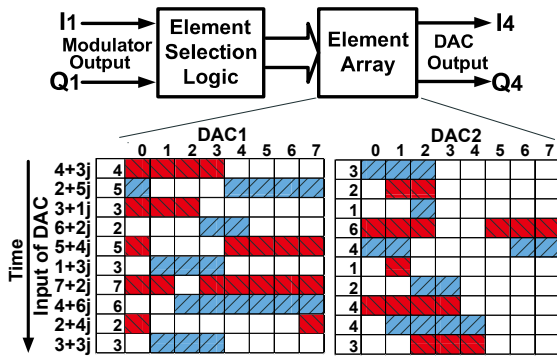 I1
Modulator
Output
Q1
Element
Selection
Logic
Element
Array
I4
DAC
Output
Q4
DAC1
0 1 2 3 4 5 6 7
DAC2
0 1 2 3 4 5 6 7
Time
Input of DAC
4+3j 4 3
2+5j 5 2
3+1j 3 1
6+2j 2 6
5+4j 5 4
1+3j 3 1
7+2j 7 2
4+6j 6 4
2+4j 2 4
3+3j 3 3